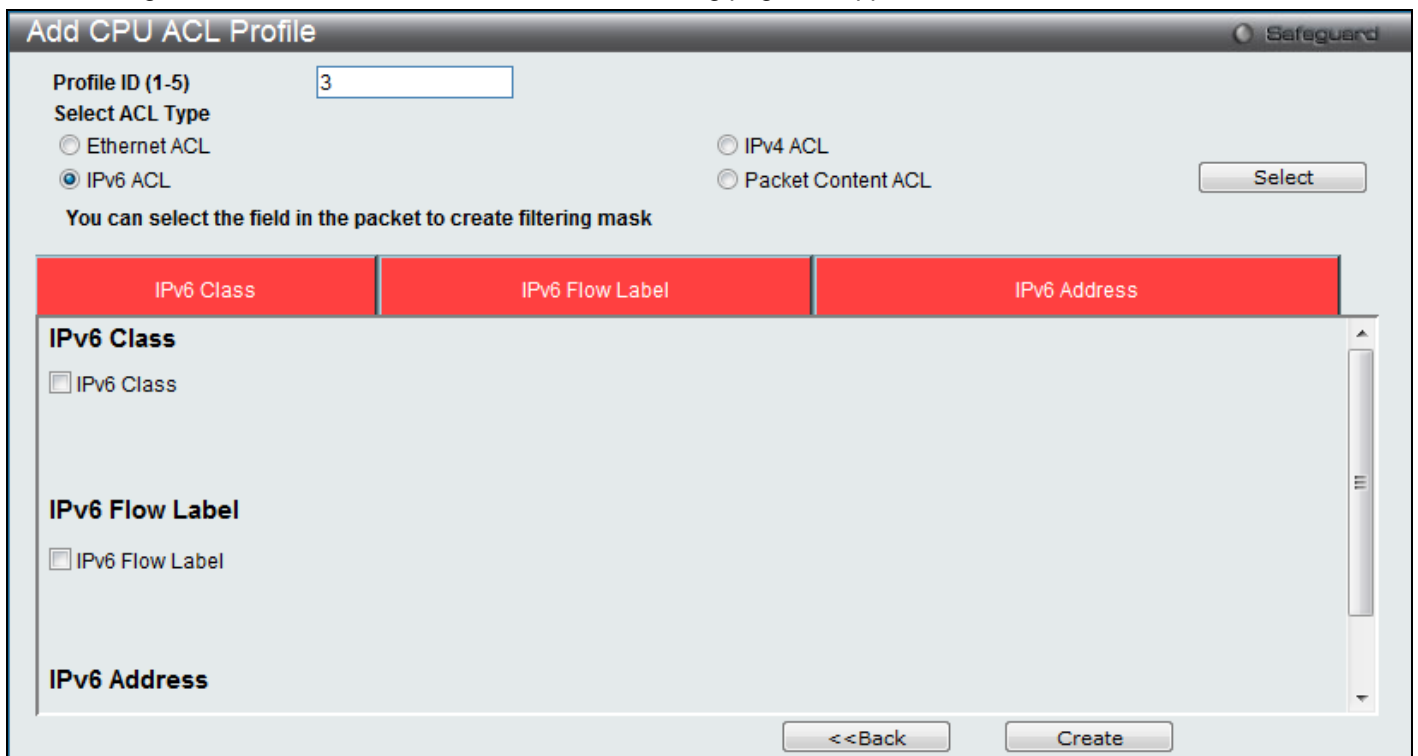 Add CPU ACL Profile
Safeguard
Profile ID (1-5)
3
Select ACL Type
Ethernet ACL
IPv4 ACL
IPv6 ACL
Packet Content ACL
Select
You can select the field in the packet to create filtering mask
IPv6 Class
IPv6 Flow Label
IPv6 Address
IPv6 Class
IPv6 Class
IPv6 Flow Label
IPv6 Flow Label
IPv6 Address
<<Back
Create